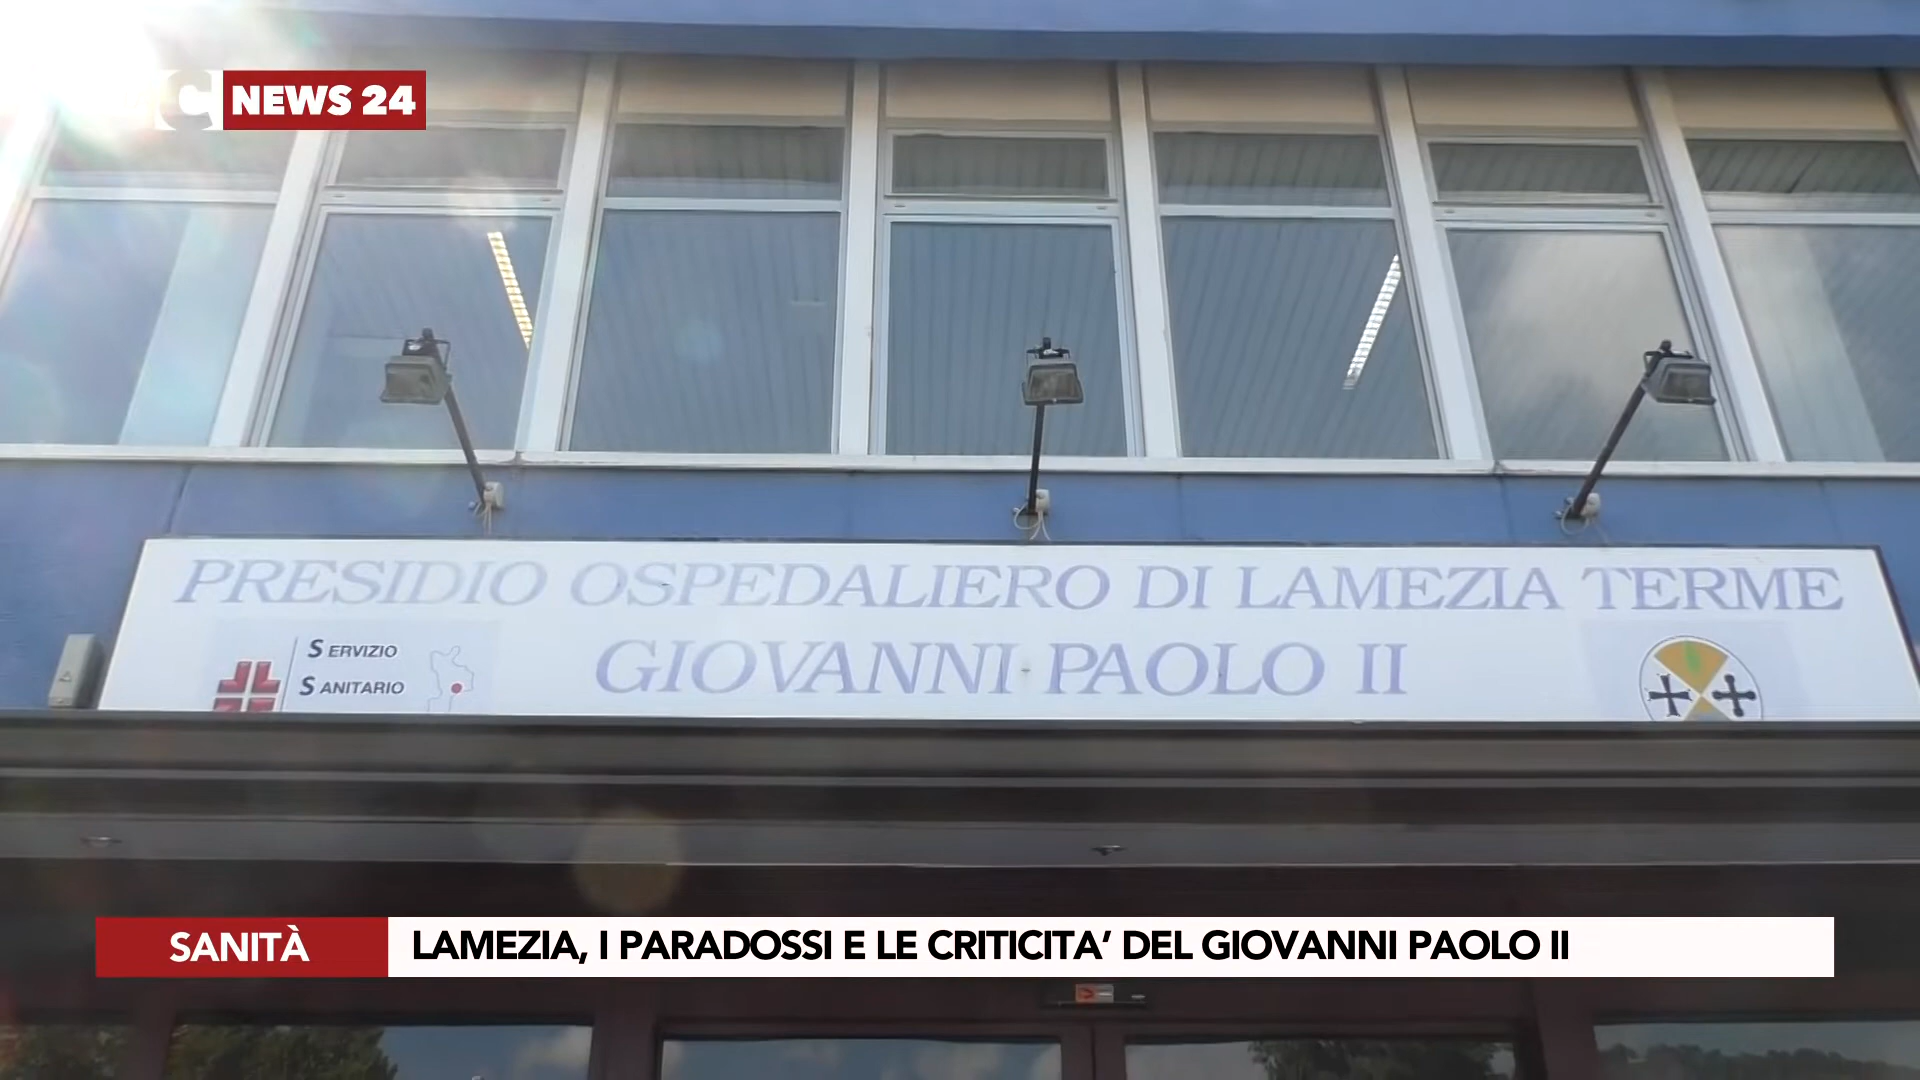 C NEWS 24
PRESIDIO OSPEDALIERO DI LAMEZIA TERME
GIOVANNI PAOLO II
SERVIZIO
SANITARIO
SANITÀ LAMEZIA, I PARADOSSI E LE CRITICITA’ DEL GIOVANNI PAOLO II